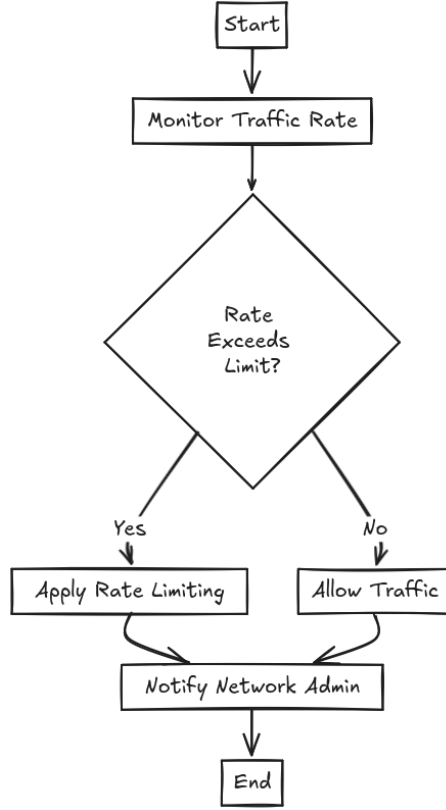 Start
Monitor Traffic Rate
Rate
Exceeds
Limit?
Yes
No
Apply Rate Limiting
Allow Traffic
Notify Network Admin
End